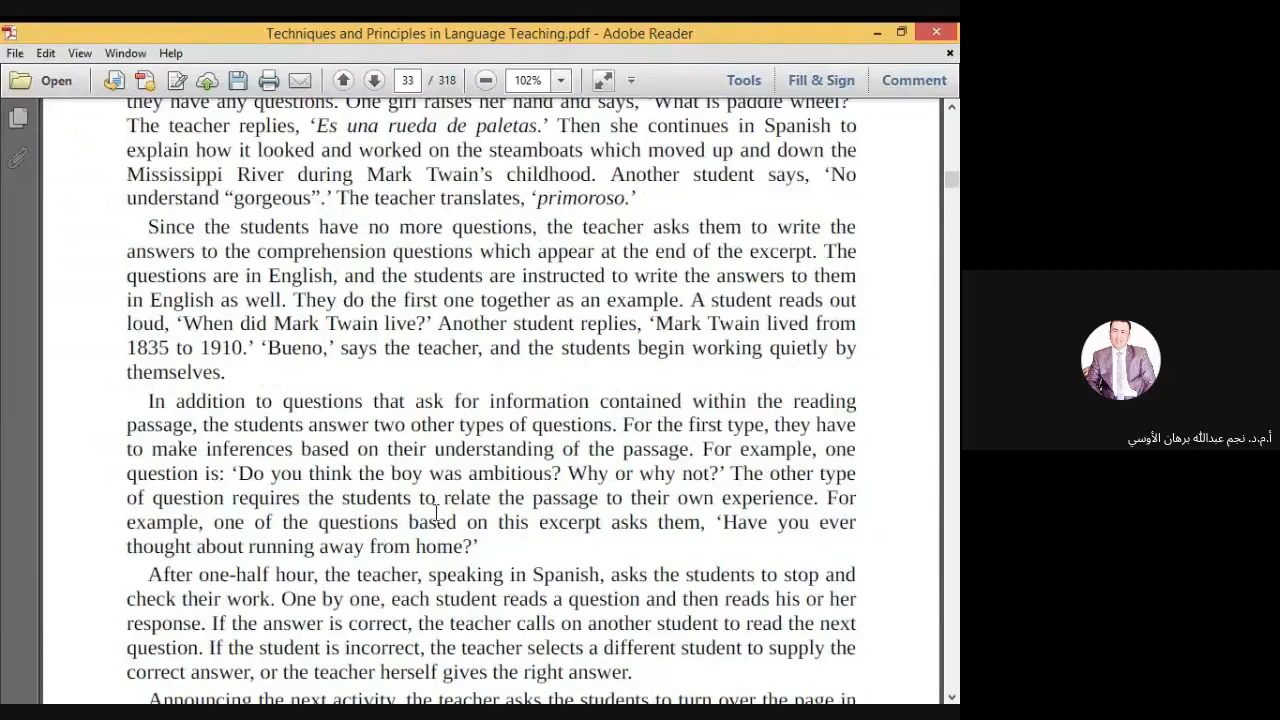 Techniques and Principles in Language Teaching.pdf - Adobe Reader
File Edit View Window Help
Open 33 / 318 102% Tools Fill & Sign Comment
they have any questions. One girl raises her hand and says, ‘What is paddle wheel?’
The teacher replies, ‘Es una rueda de paletas.’ Then she continues in Spanish to
explain how it looked and worked on the steamboats which moved up and down the
Mississippi River during Mark Twain’s childhood. Another student says, ‘No
understand “gorgeous”.’ The teacher translates, ‘primoroso.’
Since the students have no more questions, the teacher asks them to write the
answers to the comprehension questions which appear at the end of the excerpt. The
questions are in English, and the students are instructed to write the answers to them
in English as well. They do the first one together as an example. A student reads out
loud, ‘When did Mark Twain live?’ Another student replies, ‘Mark Twain lived from
1835 to 1910.’ ‘Bueno,’ says the teacher, and the students begin working quietly by
themselves.
In addition to questions that ask for information contained within the reading
passage, the students answer two other types of questions. For the first type, they have
to make inferences based on their understanding of the passage. For example, one
question is: ‘Do you think the boy was ambitious? Why or why not?’ The other type
of question requires the students to relate the passage to their own experience. For
example, one of the questions based on this excerpt asks them, ‘Have you ever
thought about running away from home?’
After one-half hour, the teacher, speaking in Spanish, asks the students to stop and
check their work. One by one, each student reads a question and then reads his or her
response. If the answer is correct, the teacher calls on another student to read the next
question. If the student is incorrect, the teacher selects a different student to supply the
correct answer, or the teacher herself gives the right answer.
Announcing the next activity, the teacher asks the students to turn over the page in
أ.م.د. نجم عبدالله برهان الأوسي